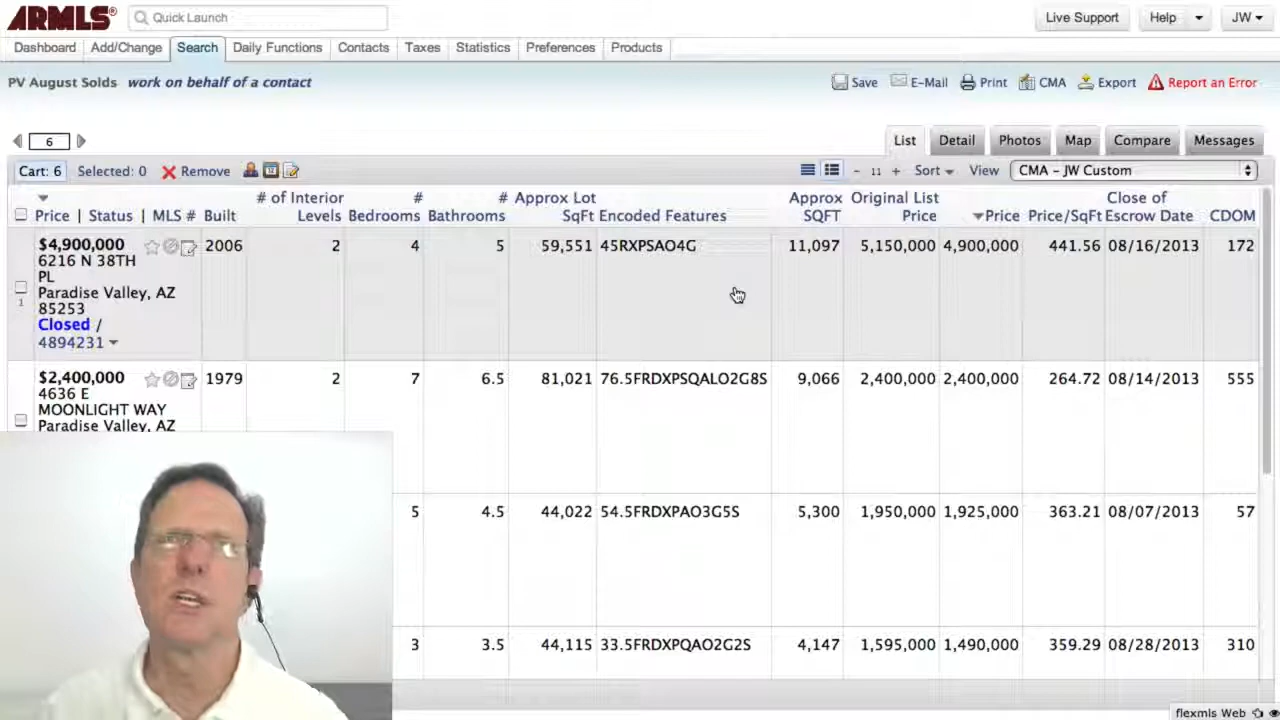 ARMLS® Quick Launch Live Support Help JW
Dashboard Add/Change Search Daily Functions Contacts Taxes Statistics Preferences Products
PV August Solds work on behalf of a contact Save E-Mail Print CMA Export Report an Error
6 List Detail Photos Map Compare Messages
Cart: 6 Selected: 0 Remove - 11 + Sort View CMA - JW Custom
# of Interior # # Approx Lot Approx Original List Close of
Price | Status | MLS # Built Levels Bedrooms Bathrooms SqFt Encoded Features SQFT Price Price Price/SqFt Escrow Date CDOM
$4,900,000 2006 2 4 5 59,551 45RXPSAO4G 11,097 5,150,000 4,900,000 441.56 08/16/2013 172
6216 N 38TH
PL
Paradise Valley, AZ
1 85253
Closed /
4894231
$2,400,000 1979 2 7 6.5 81,021 76.5FRDXPSQALO2G8S 9,066 2,400,000 2,400,000 264.72 08/14/2013 555
4636 E
MOONLIGHT WAY
Paradise Valley, AZ
5 4.5 44,022 54.5FRDXPAO3G5S 5,300 1,950,000 1,925,000 363.21 08/07/2013 57
3 3.5 44,115 33.5FRDXPQAO2G2S 4,147 1,595,000 1,490,000 359.29 08/28/2013 310
flexmls Web